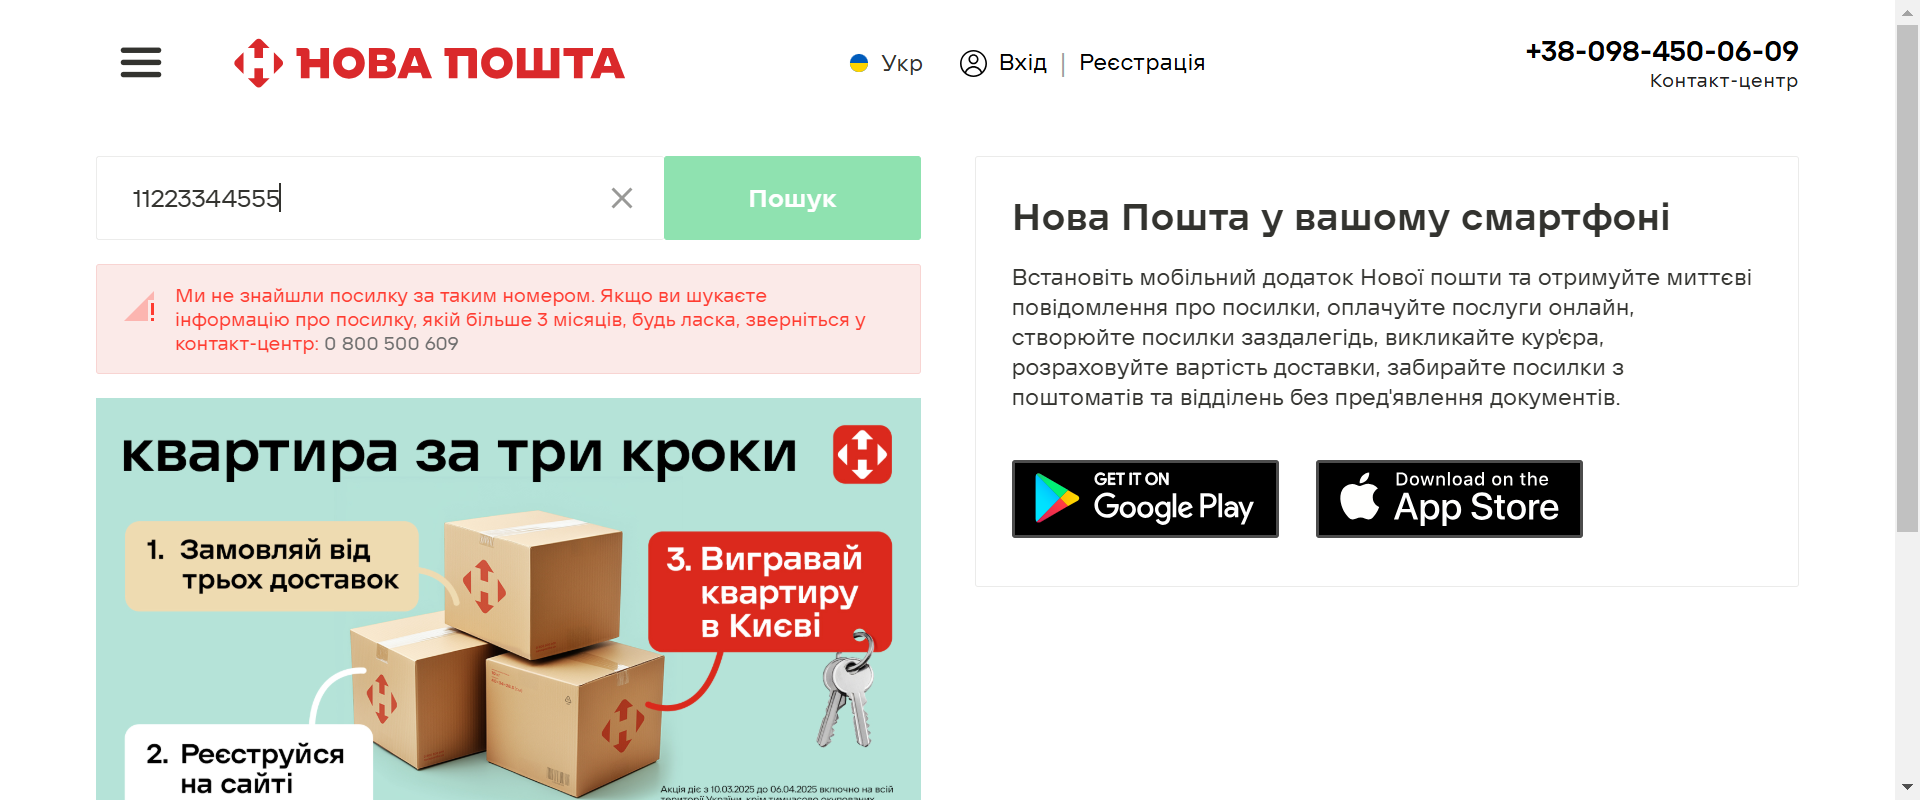 НОВА ПОШТА
Укр
Вхід | Реєстрація
+38-098-450-06-09
Контакт-центр
11223344555
Пошук
Ми не знайшли посилку за таким номером. Якщо ви шукаєте
інформацію про посилку, якій більше 3 місяців, будь ласка, зверніться у
контакт-центр: 0 800 500 609
квартира за три кроки
1. Замовляй від
трьох доставок
3. Вигравай
квартиру
в Києві
2. Реєструйся
на сайті
Акція діє з 10.03.2025 до 06.04.2025 включно на всій
території України, крім тимчасово окупованих
Нова Пошта у вашому смартфоні
Встановіть мобільний додаток Нової пошти та отримуйте миттєві
повідомлення про посилки, оплачуйте послуги онлайн,
створюйте посилки заздалегідь, викликайте кур'єра,
розраховуйте вартість доставки, забирайте посилки з
поштоматів та відділень без пред'явлення документів.
GET IT ON
Google Play
Download on the
App Store